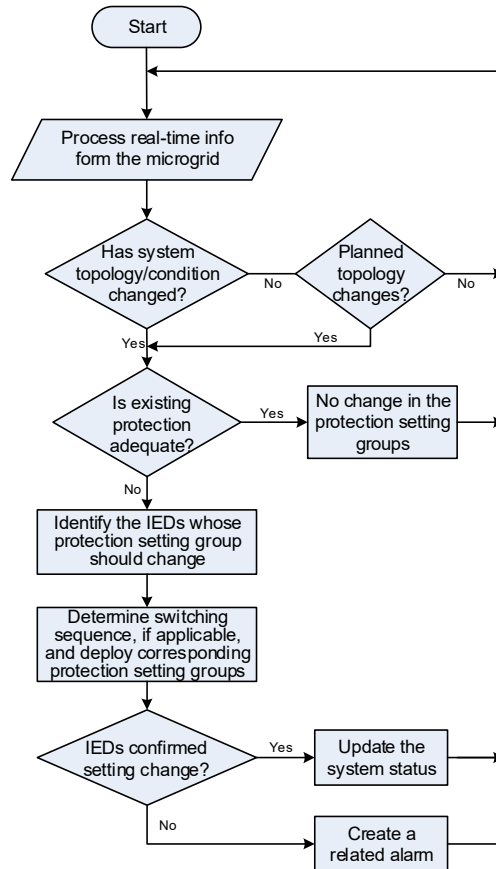 Start
Process real-time info
form the microgrid
Has system
topology/condition
changed?
No
Planned
topology
changes?
No
Yes
Yes
Is existing
protection
adequate?
Yes
No change in the
protection setting
groups
No
Identify the IEDs whose
protection setting group
should change
Determine switching
sequence, if applicable,
and deploy corresponding
protection setting groups
IEDs confirmed
setting change?
Yes
Update the
system status
No
Create a
related alarm